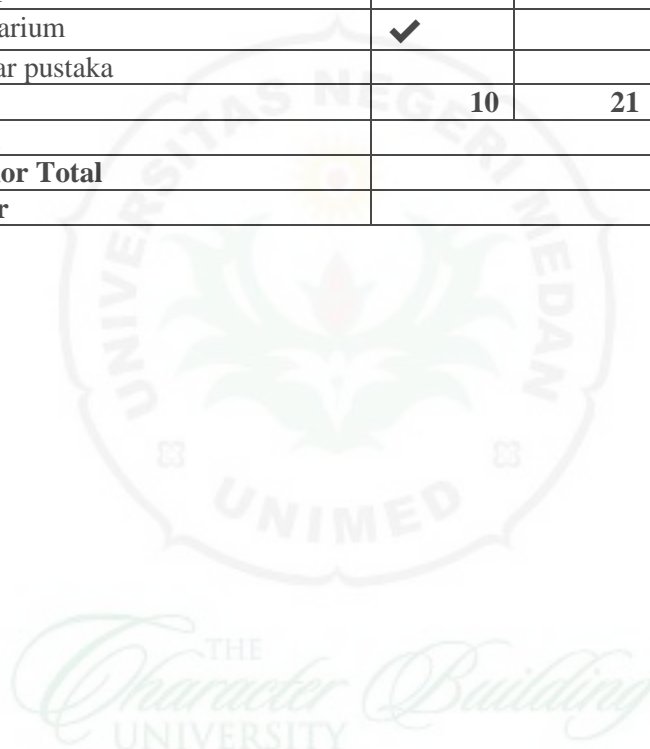 arium ✔
ar pustaka
10 21
or Total
r
UNIVERSITAS NEGERI MEDAN
UNIMED
THE
Character Building
UNIVERSITY